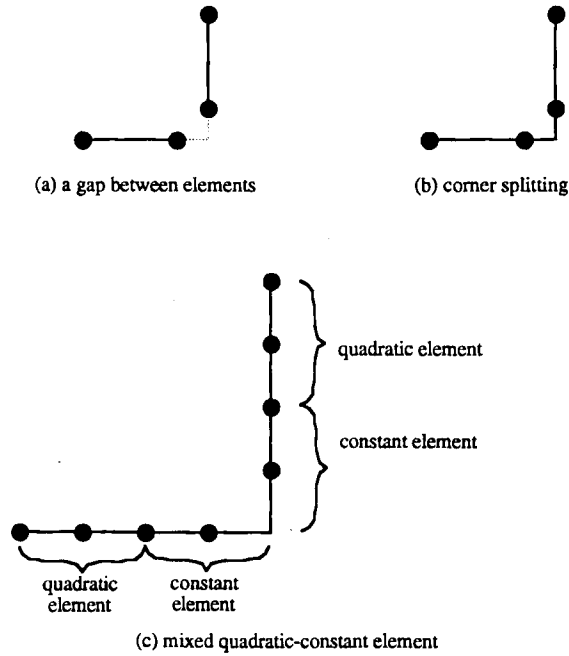 (a) a gap between elements
(b) corner splitting
quadratic element
constant element
quadratic
element
constant
element
(c) mixed quadratic-constant element